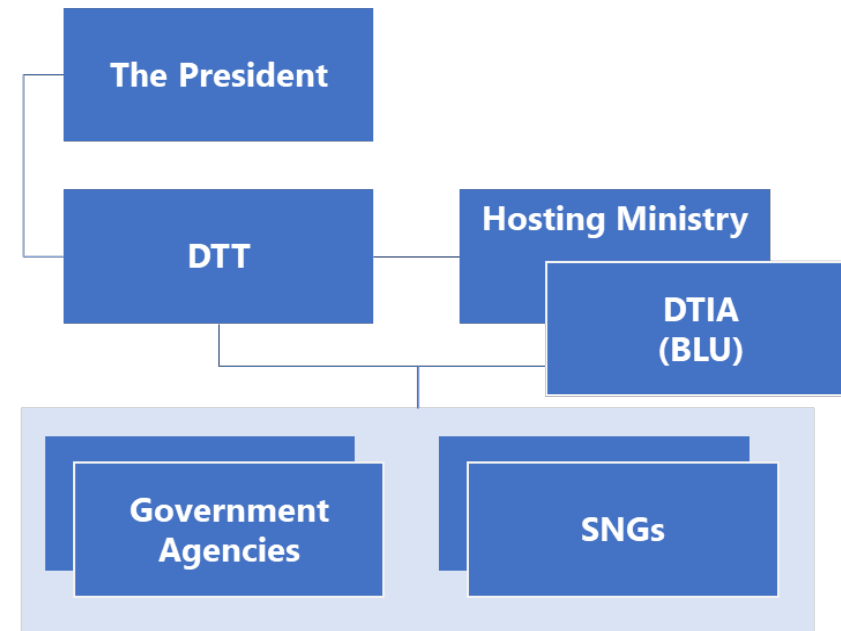 The President
DTT
Hosting Ministry
DTIA
(BLU)
Government
Agencies
SNGs